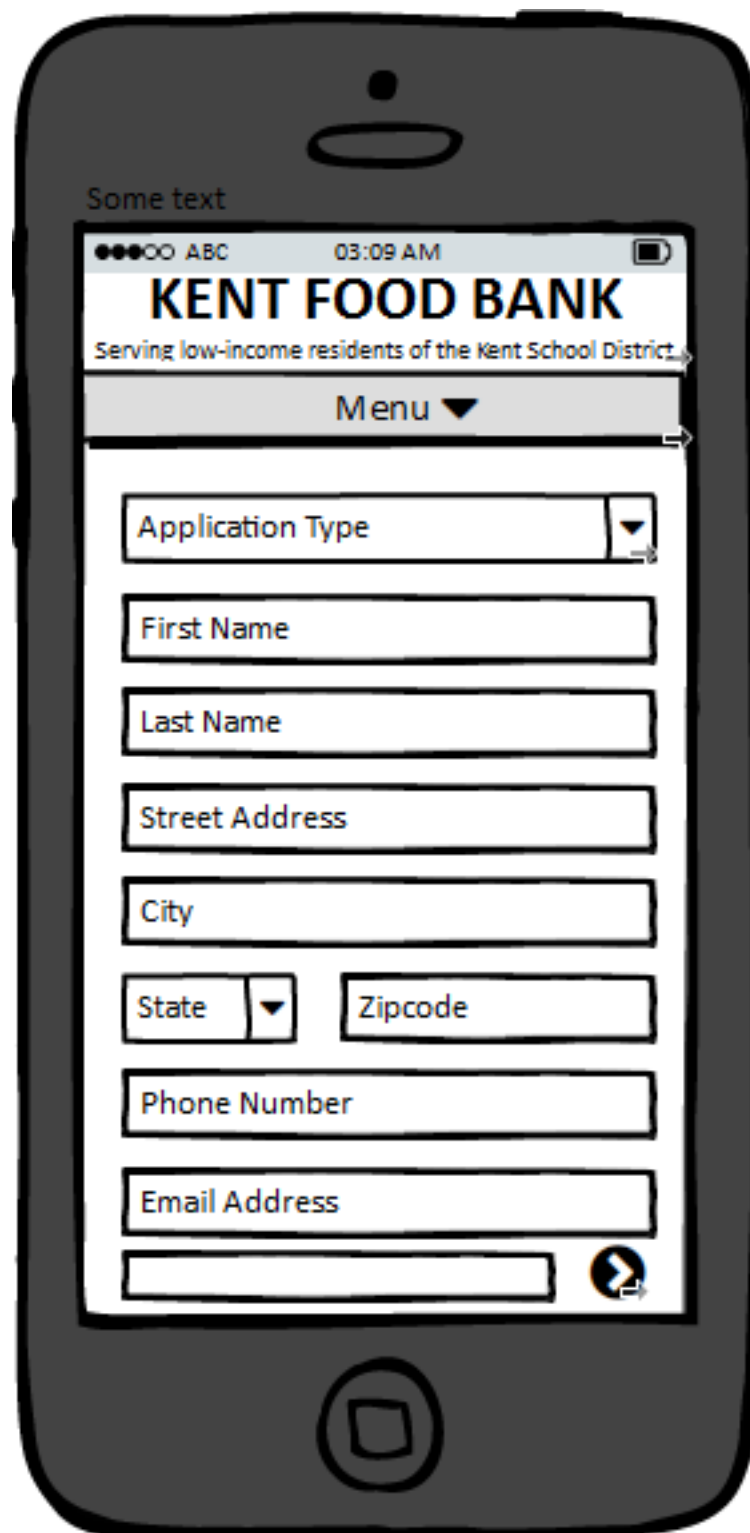 Some text
ABC 03:09 AM
KENT FOOD BANK
Serving low-income residents of the Kent School District
Menu
Application Type
First Name
Last Name
Street Address
City
State Zipcode
Phone Number
Email Address